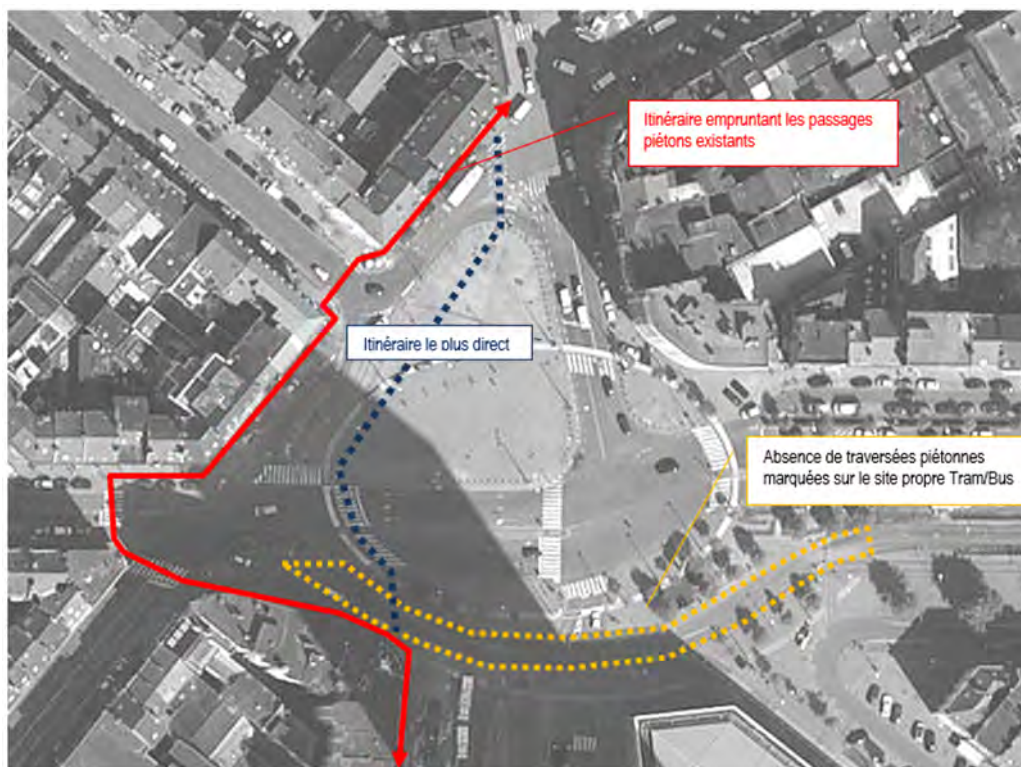 Itinéraire empruntant les passages
piétons existants
Itinéraire le plus direct
Absence de traversées piétonnes
marquées sur le site propre Tram/Bus